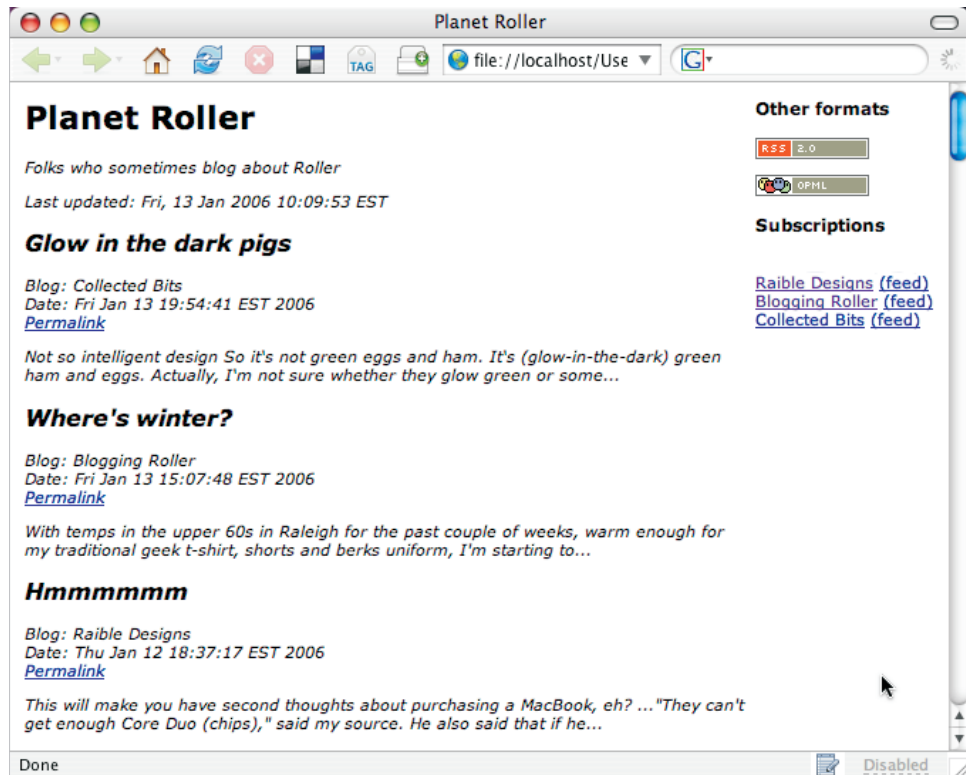 Planet Roller
TAG
file://localhost/Use
G
Planet Roller
Folks who sometimes blog about Roller
Last updated: Fri, 13 Jan 2006 10:09:53 EST
Glow in the dark pigs
Blog: Collected Bits
Date: Fri Jan 13 19:54:41 EST 2006
Permalink
Not so intelligent design So it's not green eggs and ham. It's (glow-in-the-dark) green
ham and eggs. Actually, I'm not sure whether they glow green or some...
Where's winter?
Blog: Blogging Roller
Date: Fri Jan 13 15:07:48 EST 2006
Permalink
With temps in the upper 60s in Raleigh for the past couple of weeks, warm enough for
my traditional geek t-shirt, shorts and berks uniform, I'm starting to...
Hmmmmmm
Blog: Raible Designs
Date: Thu Jan 12 18:37:17 EST 2006
Permalink
This will make you have second thoughts about purchasing a MacBook, eh? ..."They can't
get enough Core Duo (chips)," said my source. He also said that if he...
Other formats
RSS 2.0
OPML
Subscriptions
Raible Designs (feed)
Blogging Roller (feed)
Collected Bits (feed)
Done
Disabled